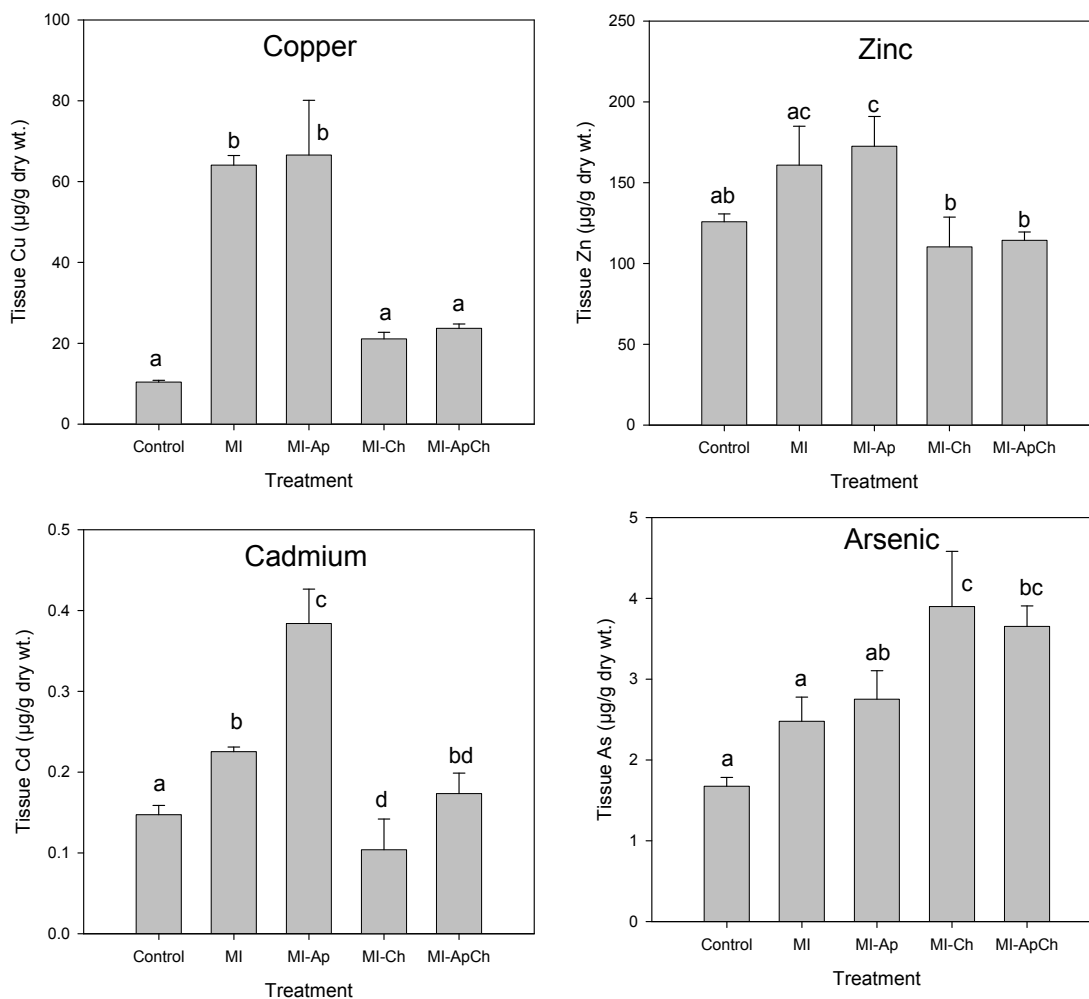 Copper
Tissue Cu (µg/g dry wt.)
100
80
60
40
20
0
a
b
b
a
a
Control MI MI-Ap MI-Ch MI-ApCh
Treatment
Zinc
Tissue Zn (µg/g dry wt.)
250
200
150
100
50
0
ab
ac
c
b
b
Control MI MI-Ap MI-Ch MI-ApCh
Treatment
Cadmium
Tissue Cd (µg/g dry wt.)
0.5
0.4
0.3
0.2
0.1
0.0
a
b
c
d
bd
Control MI MI-Ap MI-Ch MI-ApCh
Treatment
Arsenic
Tissue As (µg/g dry wt.)
5
4
3
2
1
0
a
a
ab
c
bc
Control MI MI-Ap MI-Ch MI-ApCh
Treatment